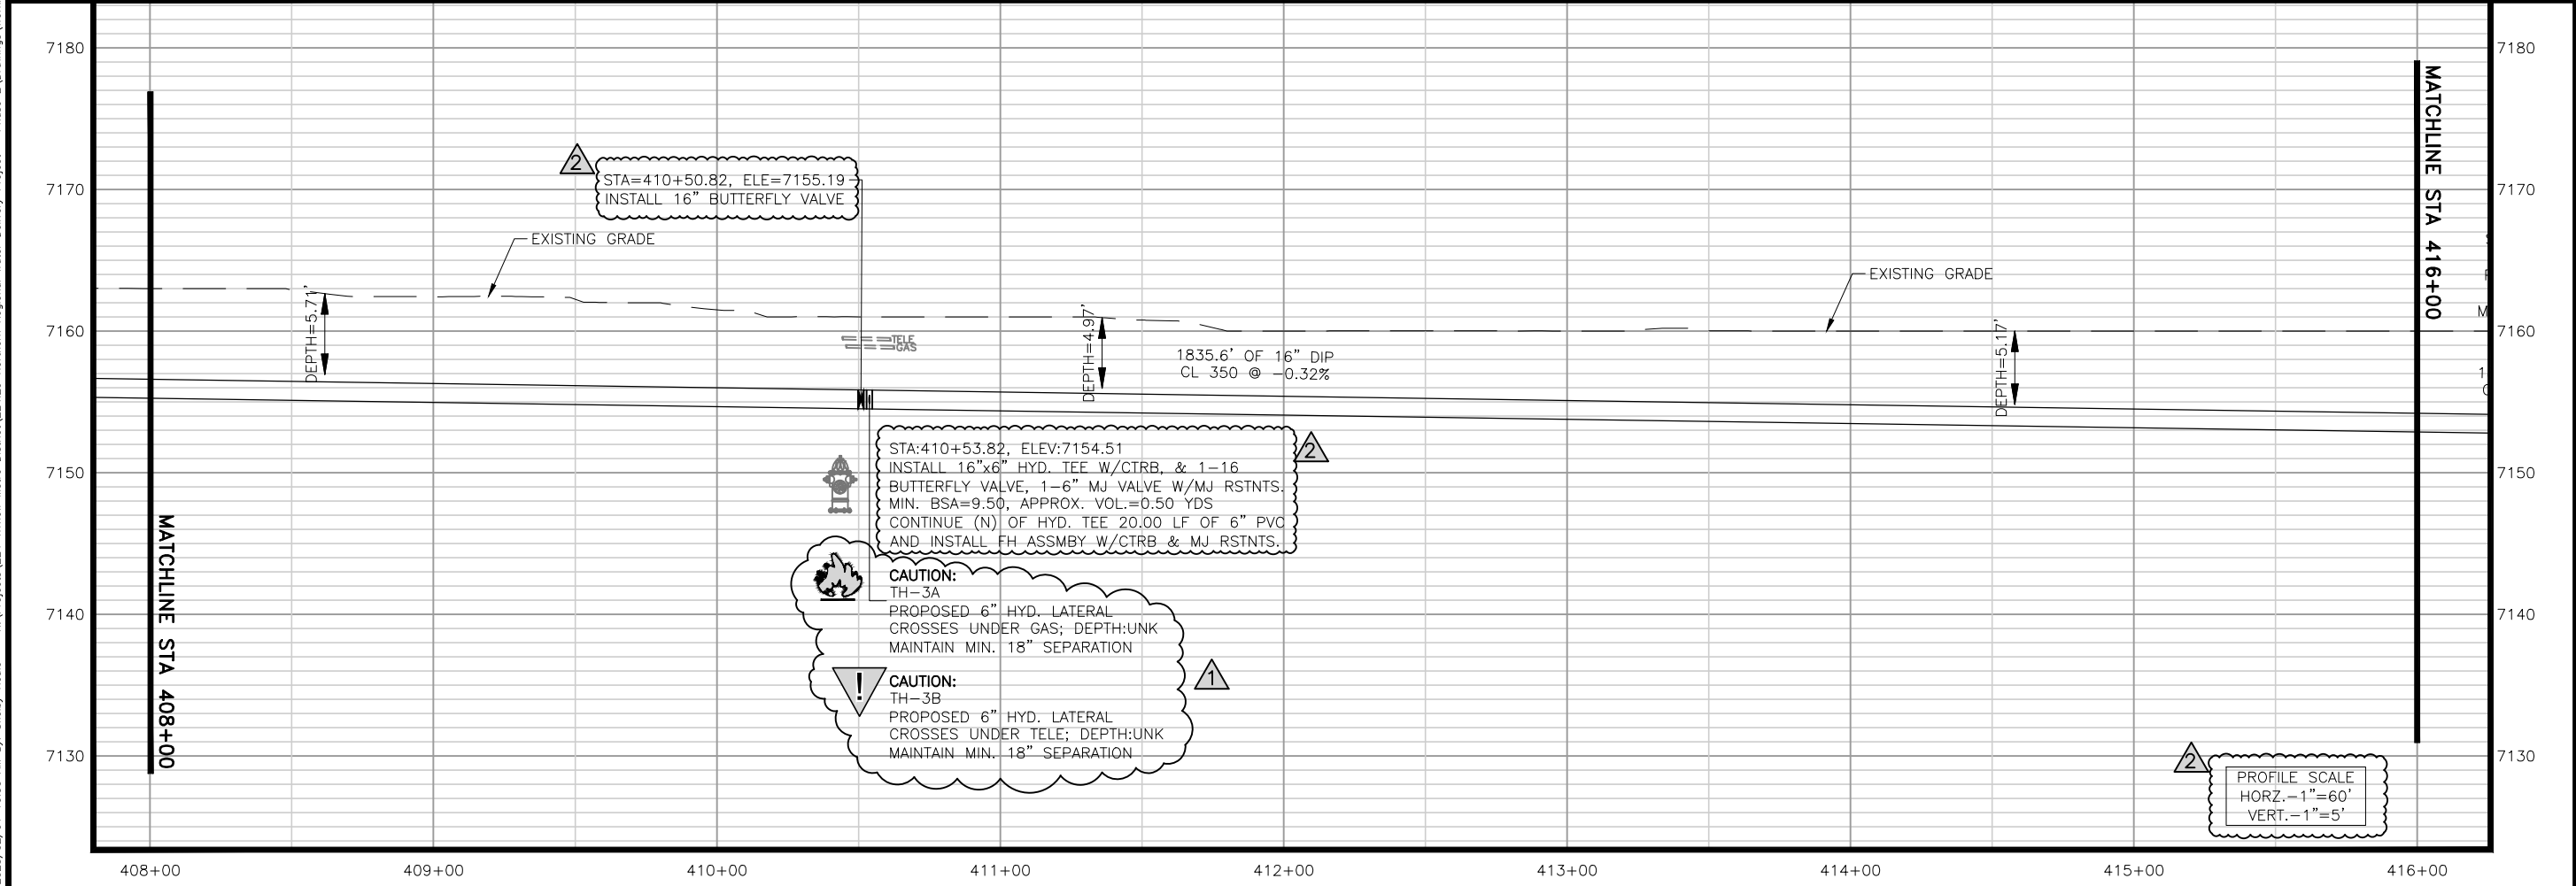 7180
7170
7160
7150
7140
7130
7180
7170
7160
7150
7140
7130
MATCHLINE STA 408+00
MATCHLINE STA 416+00
2
STA=410+50.82, ELE=7155.19
INSTALL 16" BUTTERFLY VALVE
EXISTING GRADE
EXISTING GRADE
DEPTH=5.71'
TELE
GAS
DEPTH=4.97'
1835.6' OF 16" DIP
CL 350 @ -0.32%
DEPTH=5.17'
2
STA:410+53.82, ELEV:7154.51
INSTALL 16"x6" HYD. TEE W/CTRB, & 1-16
BUTTERFLY VALVE, 1-6" MJ VALVE W/MJ RSTNTS.
MIN. BSA=9.50, APPROX. VOL.=0.50 YDS
CONTINUE (N) OF HYD. TEE 20.00 LF OF 6" PVC
AND INSTALL FH ASSMBY W/CTRB & MJ RSTNTS.
CAUTION:
TH-3A
PROPOSED 6" HYD. LATERAL
CROSSES UNDER GAS; DEPTH:UNK
MAINTAIN MIN. 18" SEPARATION
1
!
CAUTION:
TH-3B
PROPOSED 6" HYD. LATERAL
CROSSES UNDER TELE; DEPTH:UNK
MAINTAIN MIN. 18" SEPARATION
2
PROFILE SCALE
HORZ.-1"=60'
VERT.-1"=5'
408+00
409+00
410+00
411+00
412+00
413+00
414+00
415+00
416+00